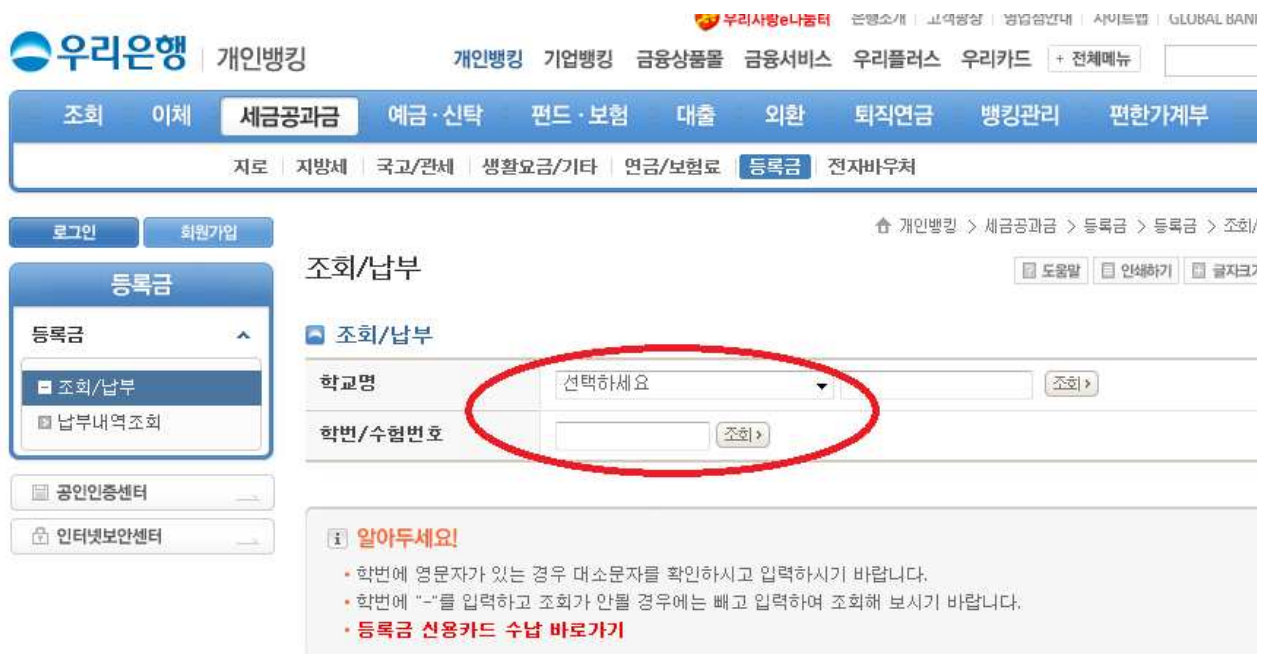 우리사랑e나눔터 은행소개 고객광장 영업점안내 사이트맵 GLOBAL BANK
우리은행 개인뱅킹 개인뱅킹 기업뱅킹 금융상품몰 금융서비스 우리플러스 우리카드 + 전체메뉴
조회 이체 세금공과금 예금·신탁 펀드·보험 대출 외환 퇴직연금 뱅킹관리 편한가계부
지로 지방세 국고/관세 생활요금/기타 연금/보험료 등록금 전자바우처
로그인 회원가입
개인뱅킹 > 세금공과금 > 등록금 > 등록금 > 조회/
등록금
조회/납부
도움말 인쇄하기 글자크기
등록금
조회/납부
조회/납부
납부내역조회
학교명 선택하세요 조회
학번/수험번호 조회
공인인증센터
인터넷보안센터
알아두세요!
• 학번에 영문자가 있는 경우 대소문자를 확인하시고 입력하시기 바랍니다.
• 학번에 "-"를 입력하고 조회가 안될 경우에는 빼고 입력하여 조회해 보시기 바랍니다.
• 등록금 신용카드 수납 바로가기